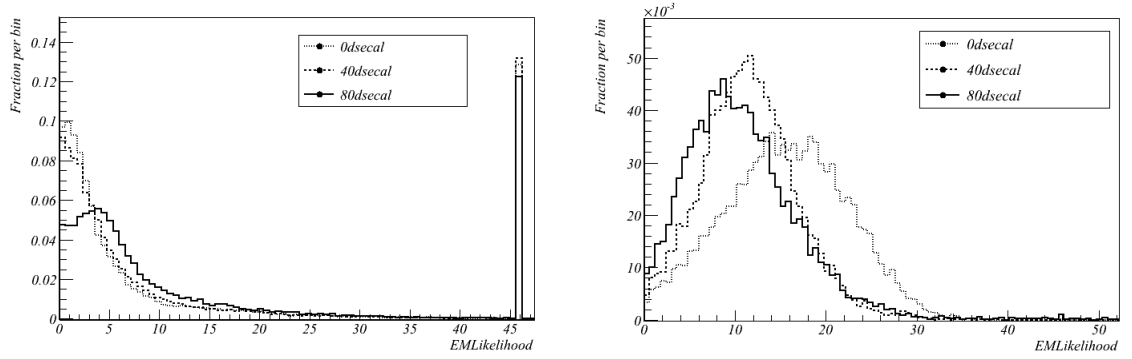 Fraction per bin
0.14
0.12
0.1
0.08
0.06
0.04
0.02
0
0dsecal
40dsecal
80dsecal
0 5 10 15 20 25 30 35 40 45
EMLikelihood
×10⁻³
Fraction per bin
50
40
30
20
10
0
0dsecal
40dsecal
80dsecal
0 10 20 30 40 50
EMLikelihood